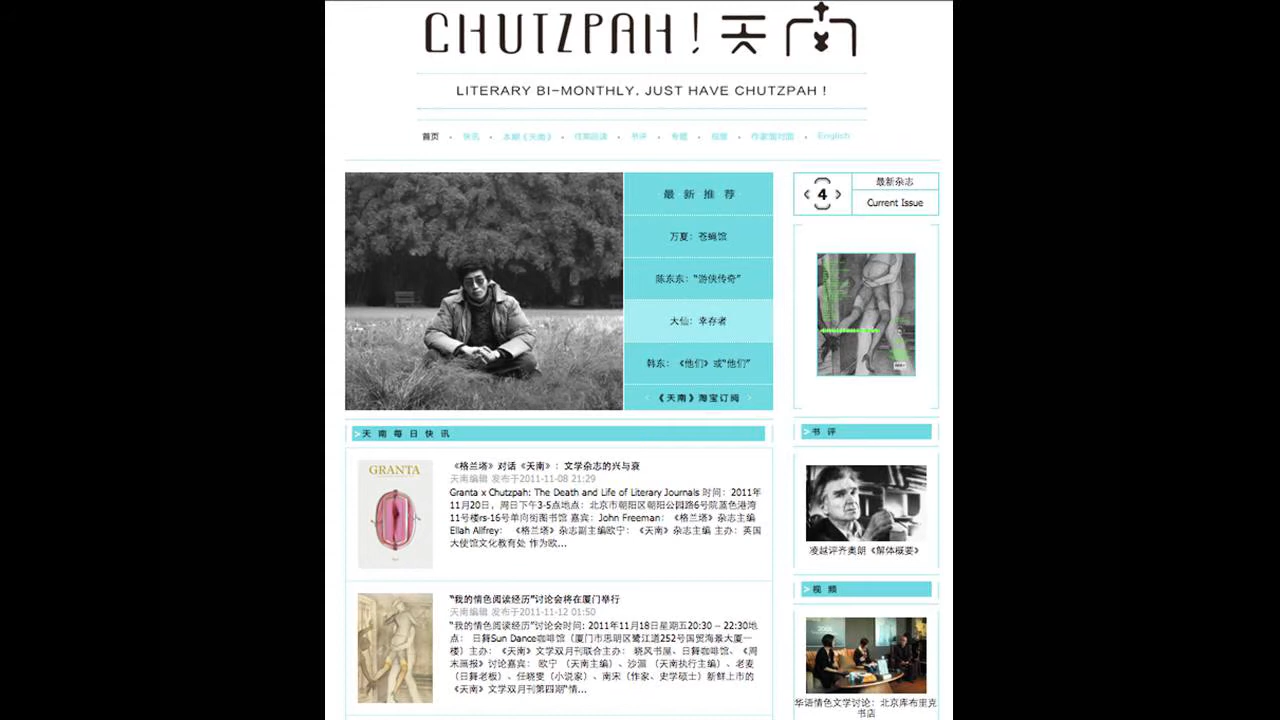 CHUTZPAH!天南
LITERARY BI-MONTHLY. JUST HAVE CHUTZPAH !
首页 · 快讯 · 本期《天南》 · 往期回读 · 书评 · 专题 · 视频 · 作家面对面 · English
最新推荐
万夏：苍蝇馆
陈东东：“游侠传奇”
大仙：幸存者
韩东：《他们》或“他们”
< 《天南》淘宝订阅 >
< 4 >
最新杂志
Current Issue
>天南每日快讯
GRANTA
《格兰塔》对话《天南》：文学杂志的兴与衰
天南编辑 发布于2011-11-08 21:29
Granta x Chutzpah: The Death and Life of Literary Journals 时间：2011年
11月20日，周日下午3-5点地点：北京市朝阳区朝阳公园路6号院蓝色港湾
11号楼rs-16号单向街图书馆 嘉宾：John Freeman：《格兰塔》杂志主编
Ellah Allfrey：《格兰塔》杂志副主编欧宁：《天南》杂志主编 主办：英国
大使馆文化教育处 作为欧...
“我的情色阅读经历”讨论会将在厦门举行
天南编辑 发布于2011-11-12 01:50
“我的情色阅读经历”讨论会时间: 2011年11月18日星期五20:30 – 22:30地
点： 日舞Sun Dance咖啡馆（厦门市思明区鹭江道252号国贸海景大厦一
楼）主办：《天南》文学双月刊联合主办： 晓风书屋、日舞咖啡馆、《周
末画报》讨论嘉宾： 欧宁 （天南主编）、沙湄 （天南执行主编）、老麦
（日舞老板）、任晓雯（小说家）、南宋（作家、史学硕士）新鲜上市的
《天南》文学双月刊第四期“情...
>书评
凌越评齐奥朗《解体概要》
>视频
华语情色文学讨论：北京库布里克
书店